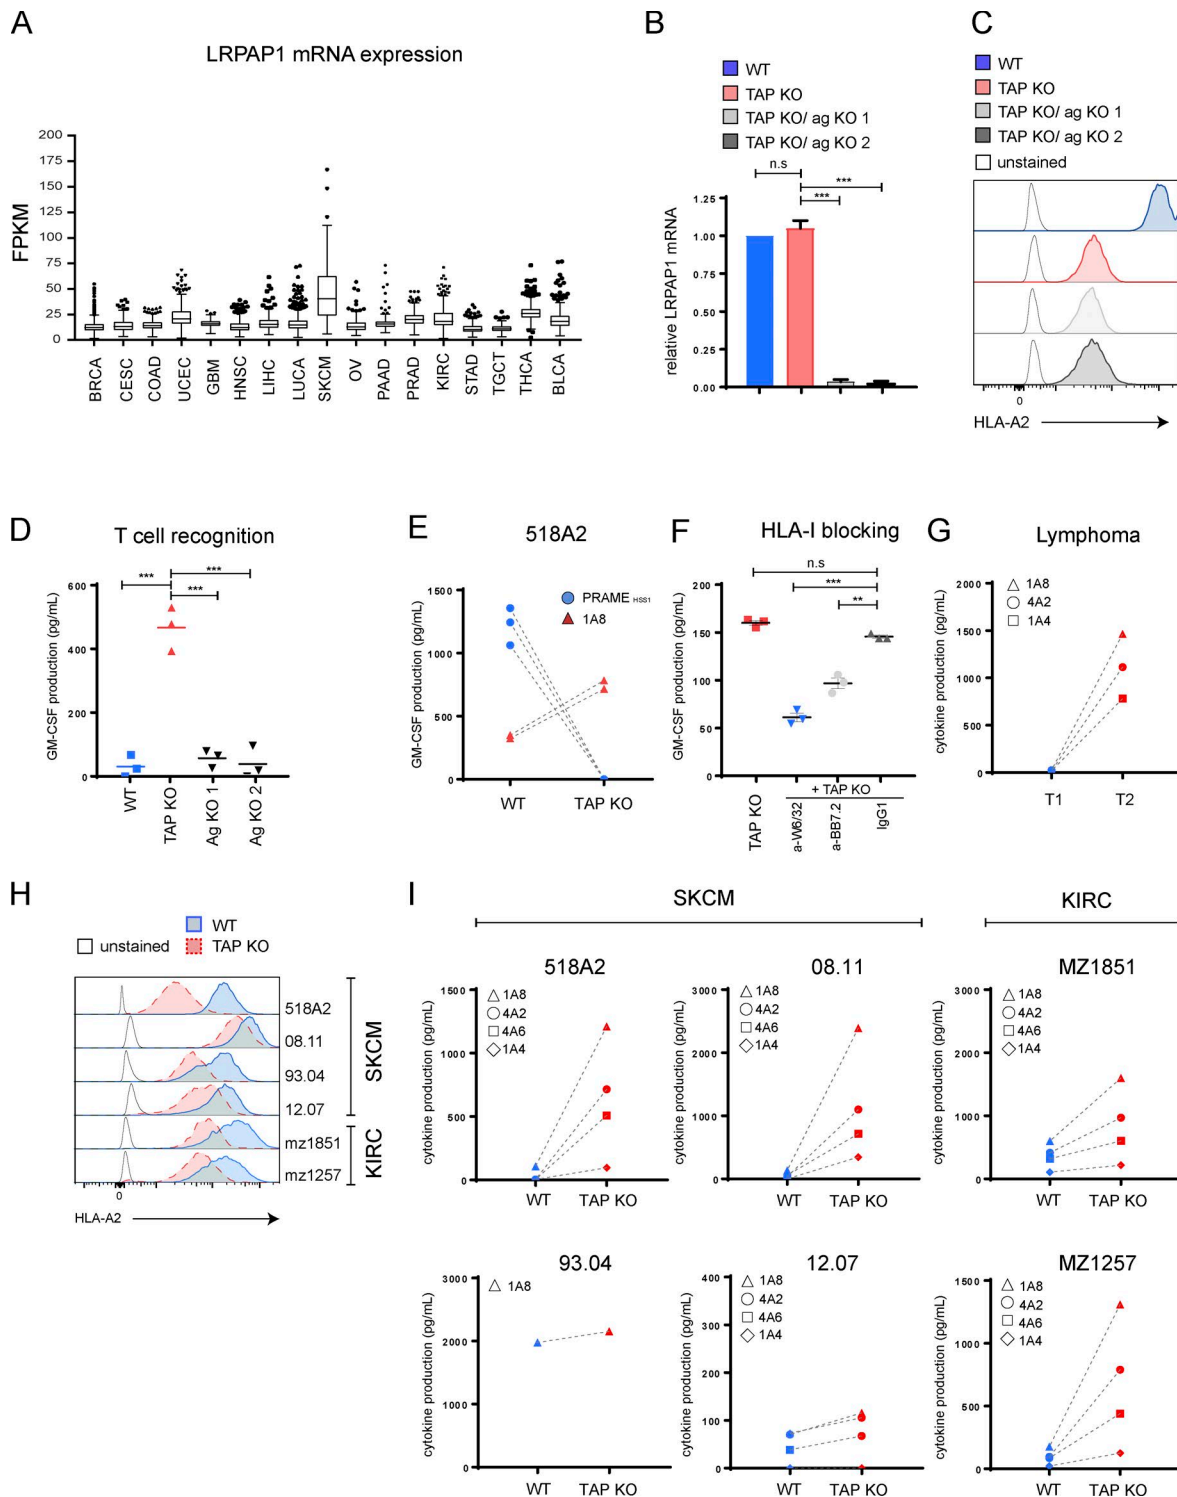 A
LRPAP1 mRNA expression
FPKM
200
175
150
125
100
75
50
25
0
BRCA
CESC
COAD
UCEC
GBM
HNSC
LIHC
LUCA
SKCM
OV
PAAD
PRAD
KIRC
STAD
TGCT
THCA
BLCA
B
WT
TAP KO
TAP KO/ ag KO 1
TAP KO/ ag KO 2
n.s
***
***
relative LRPAP1 mRNA
1.25
1.00
0.75
0.50
0.25
0.00
C
WT
TAP KO
TAP KO/ ag KO 1
TAP KO/ ag KO 2
unstained
0
HLA-A2
D
T cell recognition
***
***
***
GM-CSF production (pg/mL)
600
400
200
0
WT
TAP KO
Ag KO 1
Ag KO 2
E
518A2
PRAME HSS1
1A8
GM-CSF production (pg/mL)
1500
1000
500
0
WT
TAP KO
F
HLA-I blocking
n.s
***
**
GM-CSF production (pg/mL)
200
150
100
50
0
+ TAP KO
TAP KO
a-W6/32
a-BB7.2
IgG1
G
Lymphoma
1A8
4A2
1A4
cytokine production (pg/mL)
2000
1500
1000
500
0
T1
T2
H
WT
unstained
TAP KO
518A2
08.11
93.04
12.07
mz1851
mz1257
SKCM
KIRC
0
HLA-A2
I
SKCM
KIRC
518A2
1A8
4A2
4A6
1A4
cytokine production (pg/mL)
1500
1000
500
0
WT
TAP KO
08.11
1A8
4A2
4A6
1A4
cytokine production (pg/mL)
3000
2000
1000
0
WT
TAP KO
MZ1851
1A8
4A2
4A6
1A4
cytokine production (pg/mL)
3000
2000
1000
0
WT
TAP KO
93.04
1A8
cytokine production (pg/mL)
3000
2000
1000
0
WT
TAP KO
12.07
1A8
4A2
4A6
1A4
cytokine production (pg/mL)
400
300
200
100
0
WT
TAP KO
MZ1257
1A8
4A2
4A6
1A4
cytokine production (pg/mL)
1500
1000
500
0
WT
TAP KO